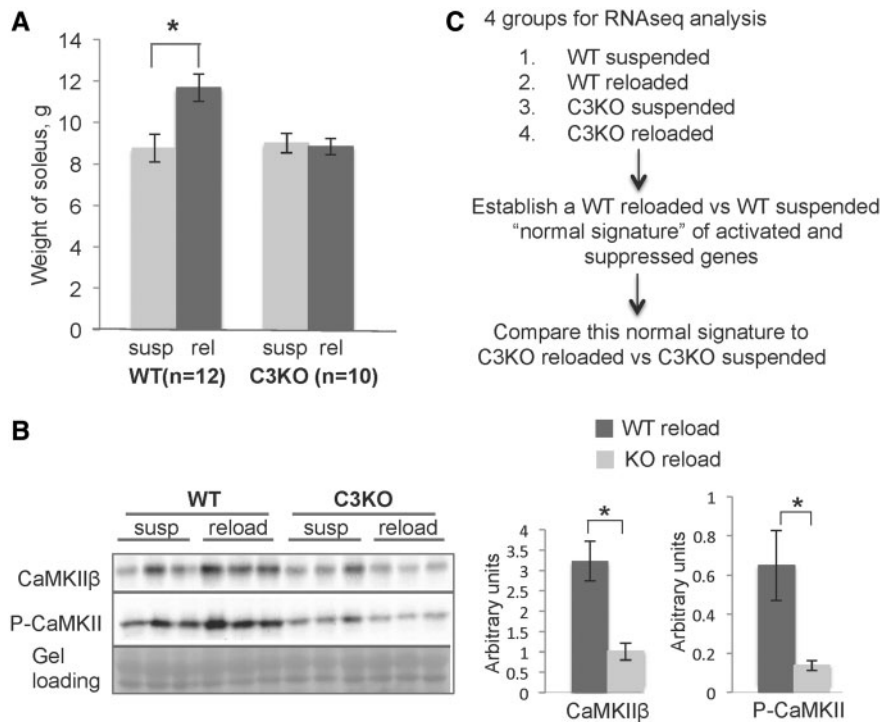 A
Weight of soleus, g
14
12
10
8
6
4
2
0
*
susp rel susp rel
WT(n=12) C3KO (n=10)
C 4 groups for RNAseq analysis
1. WT suspended
2. WT reloaded
3. C3KO suspended
4. C3KO reloaded
Establish a WT reloaded vs WT suspended
“normal signature” of activated and
suppressed genes
Compare this normal signature to
C3KO reloaded vs C3KO suspended
B
WT C3KO
susp reload susp reload
CaMKIIβ
P-CaMKII
Gel
loading
WT reload
KO reload
Arbitrary units
4
3.5
3
2.5
2
1.5
1
0.5
0
*
CaMKIIβ
Arbitrary units
1
0.8
0.6
0.4
0.2
0
*
P-CaMKII